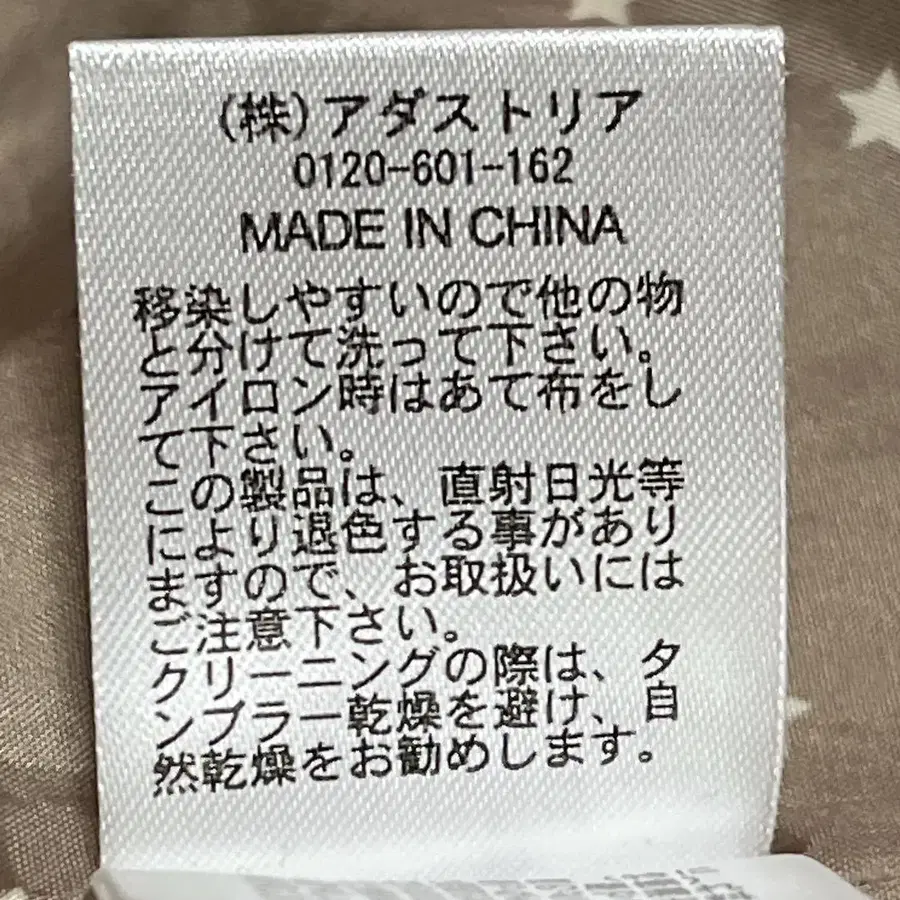 (株)アダストリア
0120-601-162
MADE IN CHINA
移染しやすいので他の物
と分けて洗って下さい。
アイロン時はあて布をし
て下さい。
この製品は、直射日光等
により退色する事があり
ますので、お取扱いには
ご注意下さい。
クリーニングの際は、タ
ンブラー乾燥を避け、自
然乾燥をお勧めします。